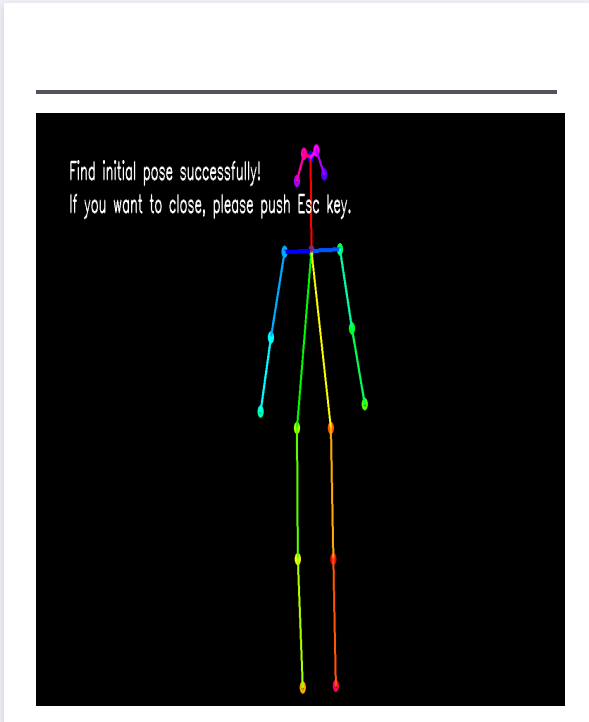 Find initial pose successfully!
If you want to close, please push Esc key.